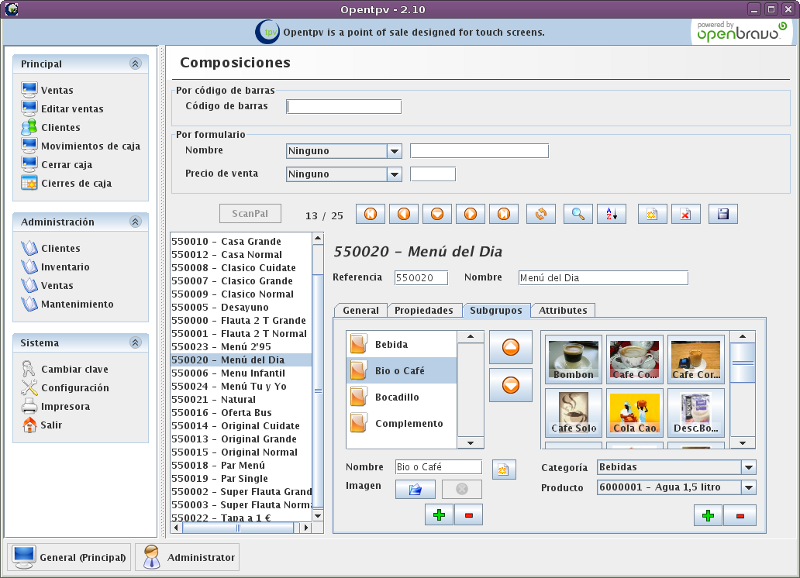 Opentpv - 2.10
tpv Opentpv is a point of sale designed for touch screens.
powered by
openbravo
Principal
Ventas
Editar ventas
Clientes
Movimientos de caja
Cerrar caja
Cierres de caja
Administración
Clientes
Inventario
Ventas
Mantenimiento
Sistema
Cambiar clave
Configuración
Impresora
Salir
Composiciones
Por código de barras
Código de barras
Por formulario
Nombre Ninguno
Precio de venta Ninguno
ScanPal 13 / 25
550010 - Casa Grande
550012 - Casa Normal
550008 - Clasico Cuidate
550007 - Clasico Grande
550009 - Clasico Normal
550005 - Desayuno
550000 - Flauta 2 T Grande
550001 - Flauta 2 T Normal
550023 - Menú 2'95
550020 - Menú del Dia
550006 - Menu Infantil
550024 - Menú Tu y Yo
550021 - Natural
550016 - Oferta Bus
550014 - Original Cuidate
550013 - Original Grande
550015 - Original Normal
550018 - Par Menú
550019 - Par Single
550002 - Super Flauta Grand
550003 - Super Flauta Norma
550022 - Tapa a 1 €
550020 - Menú del Dia
Referencia 550020 Nombre Menú del Dia
General Propiedades Subgrupos Attributes
Bebida
Bio o Café
Bocadillo
Complemento
Bombon Cafe Co... Cafe Cor...
Cafe Solo Cola Cao Desc.Bo...
Nombre Bio o Café
Imagen
Categoría Bebidas
Producto 6000001 - Agua 1,5 litro
General (Principal) Administrator